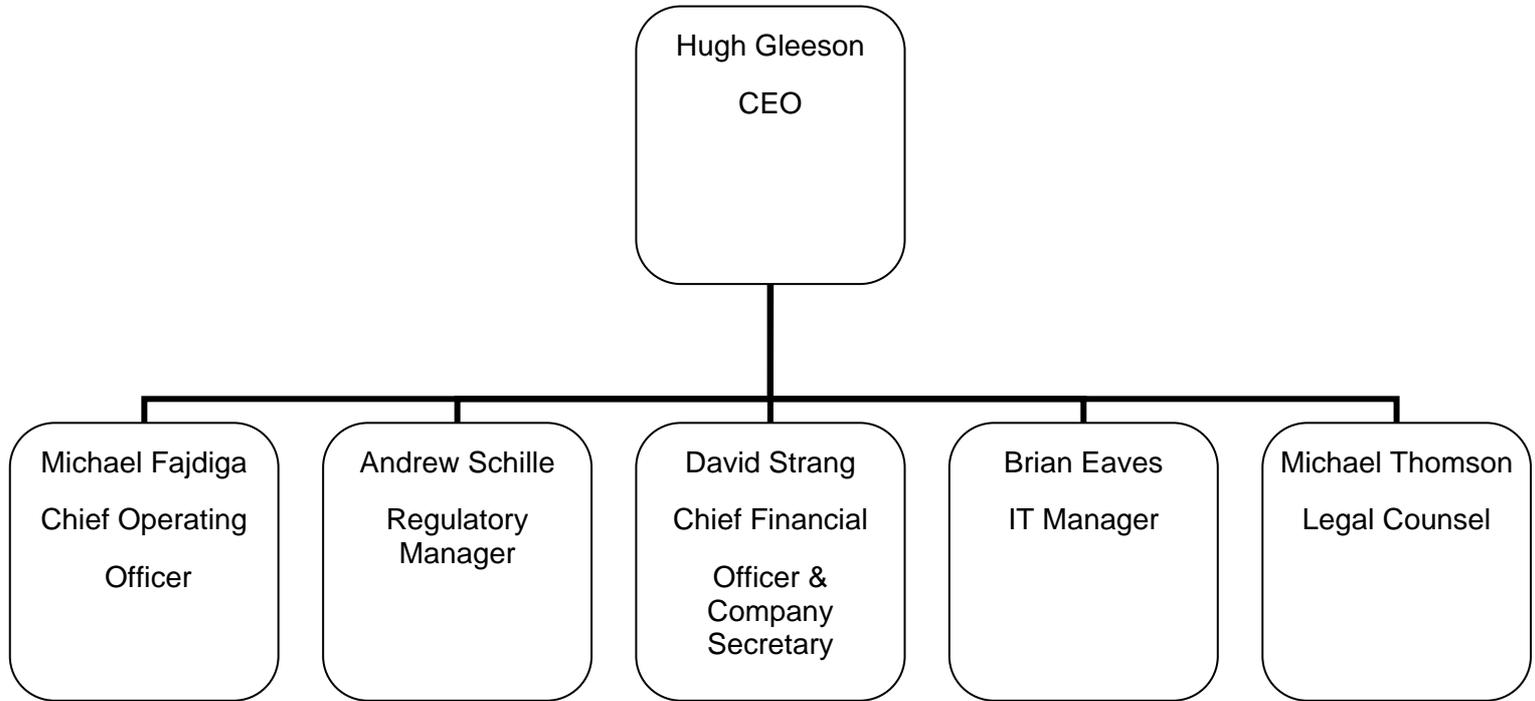 Hugh Gleeson
CEO
Michael Fajdiga
Chief Operating
Officer
Andrew Schille
Regulatory
Manager
David Strang
Chief Financial
Officer &
Company
Secretary
Brian Eaves
IT Manager
Michael Thomson
Legal Counsel